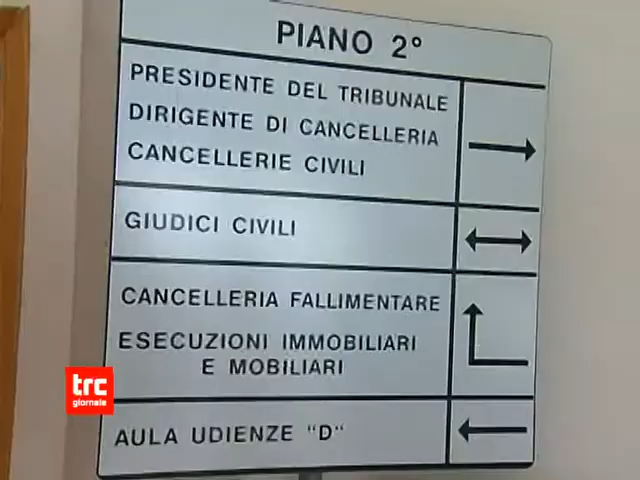 PIANO 2°
PRESIDENTE DEL TRIBUNALE
DIRIGENTE DI CANCELLERIA
CANCELLERIE CIVILI
GIUDICI CIVILI
CANCELLERIA FALLIMENTARE
ESECUZIONI IMMOBILIARI
E MOBILIARI
trc
giornale
AULA UDIENZE "D"